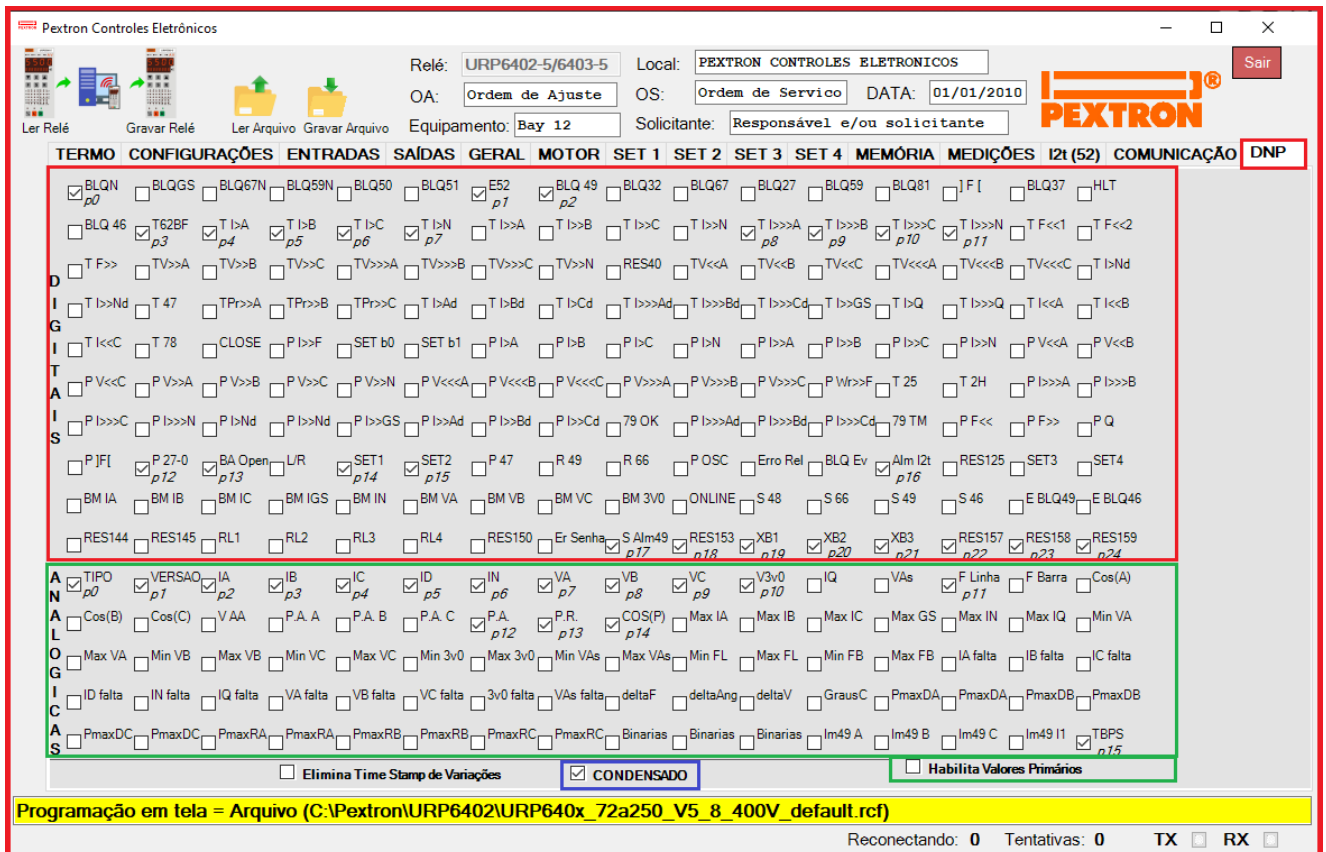 Pextron Controles Eletrônicos
Relé: URP6402-5/6403-5 Local: PEXTRON CONTROLES ELETRONICOS Sair
OA: Ordem de Ajuste OS: Ordem de Servico DATA: 01/01/2010
Ler Relé Gravar Relé Ler Arquivo Gravar Arquivo Equipamento: Bay 12 Solicitante: Responsável e/ou solicitante PEXTRON®
TERMO CONFIGURAÇÕES ENTRADAS SAÍDAS GERAL MOTOR SET 1 SET 2 SET 3 SET 4 MEMÓRIA MEDIÇÕES I2t (52) COMUNICAÇÃO DNP
DIGITAIS
BLQN BLQGS BLQ67N BLQ59N BLQ50 BLQ51 E52 BLQ 49 BLQ32 BLQ67 BLQ27 BLQ59 BLQ81 ] F [ BLQ37 HLT
p0 p1 p2
BLQ 46 T62BF T I>A T I>B T I>C T I>N T I>>A T I>>B T I>>C T I>>N T I>>>A T I>>>B T I>>>C T I>>>N T F<<1 T F<<2
p3 p4 p5 p6 p7 p8 p9 p10 p11
T F>> TV>>A TV>>B TV>>C TV>>>A TV>>>B TV>>>C TV>>N RES40 TV<<A TV<<B TV<<C TV<<<A TV<<<B TV<<<C T I>Nd
T I>>Nd T 47 TPr>>A TPr>>B TPr>>C T I>Ad T I>Bd T I>Cd T I>>>Ad T I>>>Bd T I>>>Cd T I>>GS T I>Q T I>>>Q T I<<A T I<<B
T I<<C T 78 CLOSE P I>>F SET b0 SET b1 P I>A P I>B P I>C P I>N P I>>A P I>>B P I>>C P I>>N P V<<A P V<<B
P V<<C P V>>A P V>>B P V>>C P V>>N P V<<<A P V<<<B P V<<<C P V>>>A P V>>>B P V>>>C P Wr>>F T 25 T 2H P I>>>A P I>>>B
P I>>>C P I>>>N P I>Nd P I>>Nd P I>>GS P I>>Ad P I>>Bd P I>>Cd 79 OK P I>>>Ad P I>>>Bd P I>>>Cd 79 TM P F<< P F>> P Q
P ]F[ P 27-0 BA Open L/R SET1 SET2 P 47 R 49 R 66 P OSC Erro Rel BLQ Ev Alm I2t RES125 SET3 SET4
p12 p13 p14 p15 p16
BM IA BM IB BM IC BM IGS BM IN BM VA BM VB BM VC BM 3V0 ONLINE S 48 S 66 S 49 S 46 E BLQ49 E BLQ46
RES144 RES145 RL1 RL2 RL3 RL4 RES150 Er Senha S Alm49 RES153 XB1 XB2 XB3 RES157 RES158 RES159
p17 p18 p19 p20 p21 p22 p23 p24
ANALOGICAS
TIPO VERSAO IA IB IC ID IN VA VB VC V3v0 IQ VAs F Linha F Barra Cos(A)
p0 p1 p2 p3 p4 p5 p6 p7 p8 p9 p10 p11
Cos(B) Cos(C) V AA P.A. A P.A. B P.A. C P.A. P.R. COS(P) Max IA Max IB Max IC Max GS Max IN Max IQ Min VA
p12 p13 p14
Max VA Min VB Max VB Min VC Max VC Min 3v0 Max 3v0 Min VAs Max VAs Min FL Max FL Min FB Max FB IA falta IB falta IC falta
ID falta IN falta IQ falta VA falta VB falta VC falta 3v0 falta VAs falta deltaF deltaAng deltaV GrausC PmaxDA PmaxDA PmaxDB PmaxDB
PmaxDC PmaxDC PmaxRA PmaxRA PmaxRB PmaxRB PmaxRC PmaxRC Binarias Binarias Binarias Im49 A Im49 B Im49 C Im49 I1 TBPS
p15
Elimina Time Stamp de Variações CONDENSADO Habilita Valores Primários
Programação em tela = Arquivo (C:\Pextron\URP6402\URP640x_72a250_V5_8_400V_default.rcf)
Reconectando: 0 Tentativas: 0 TX RX